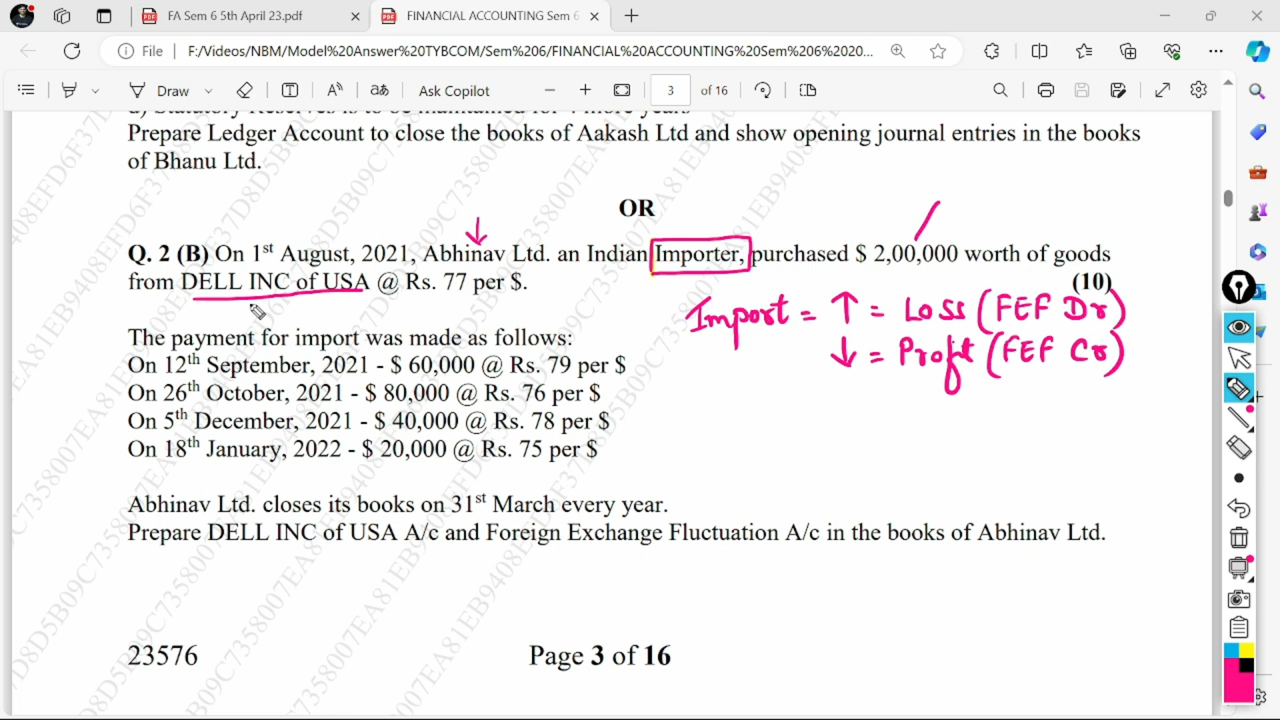 FA Sem 6 5th April 23.pdf
FINANCIAL ACCOUNTING Sem 6
File F:/Videos/NBM/Model%20Answer%20TYBCOM/Sem%206/FINANCIAL%20ACCOUNTING%20Sem%206%2020...
Draw Ask Copilot 3 of 16
Prepare Ledger Account to close the books of Aakash Ltd and show opening journal entries in the books
of Bhanu Ltd.
OR
Q. 2 (B) On 1st August, 2021, Abhinav Ltd. an Indian Importer, purchased $ 2,00,000 worth of goods
from DELL INC of USA @ Rs. 77 per $. (10)
Import = ↑ = Loss (FEF Dr)
↓ = Profit (FEF Cr)
The payment for import was made as follows:
On 12th September, 2021 - $ 60,000 @ Rs. 79 per $
On 26th October, 2021 - $ 80,000 @ Rs. 76 per $
On 5th December, 2021 - $ 40,000 @ Rs. 78 per $
On 18th January, 2022 - $ 20,000 @ Rs. 75 per $
Abhinav Ltd. closes its books on 31st March every year.
Prepare DELL INC of USA A/c and Foreign Exchange Fluctuation A/c in the books of Abhinav Ltd.
23576 Page 3 of 16